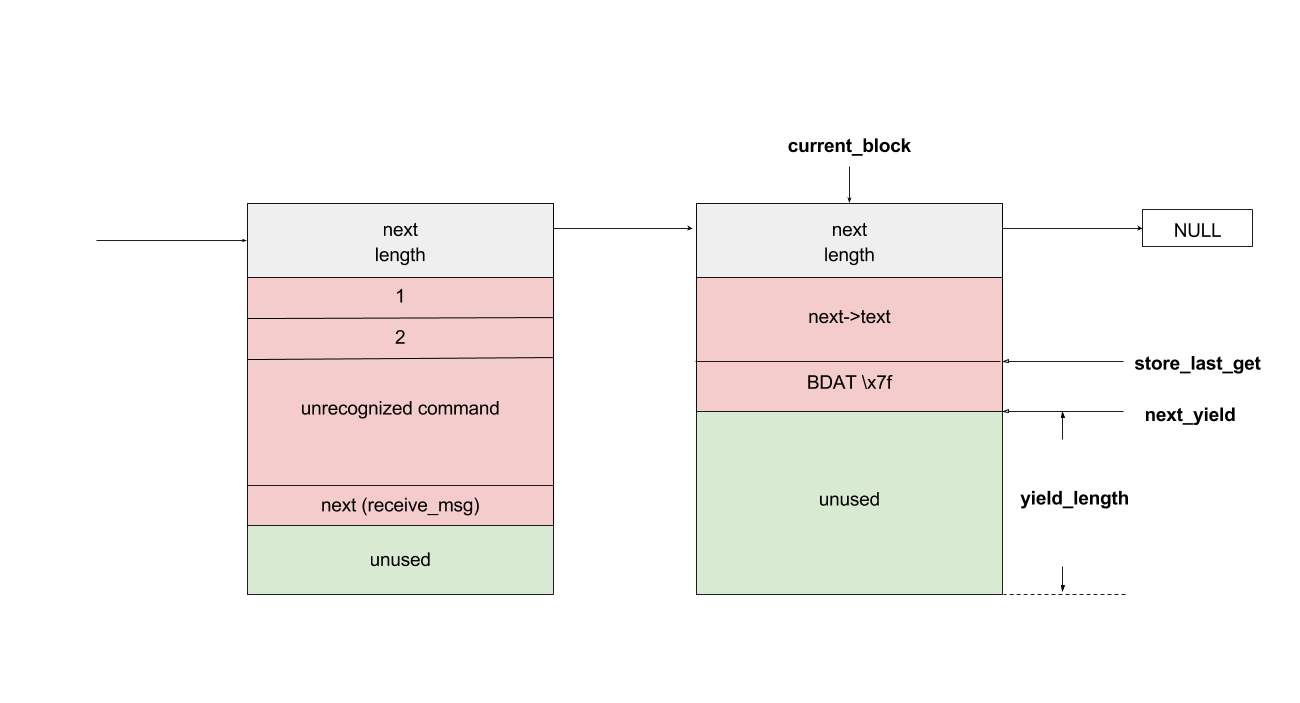 current_block
next
length
next
length
NULL
1
2
unrecognized command
next (receive_msg)
unused
next->text
BDAT \x7f
unused
store_last_get
next_yield
yield_length